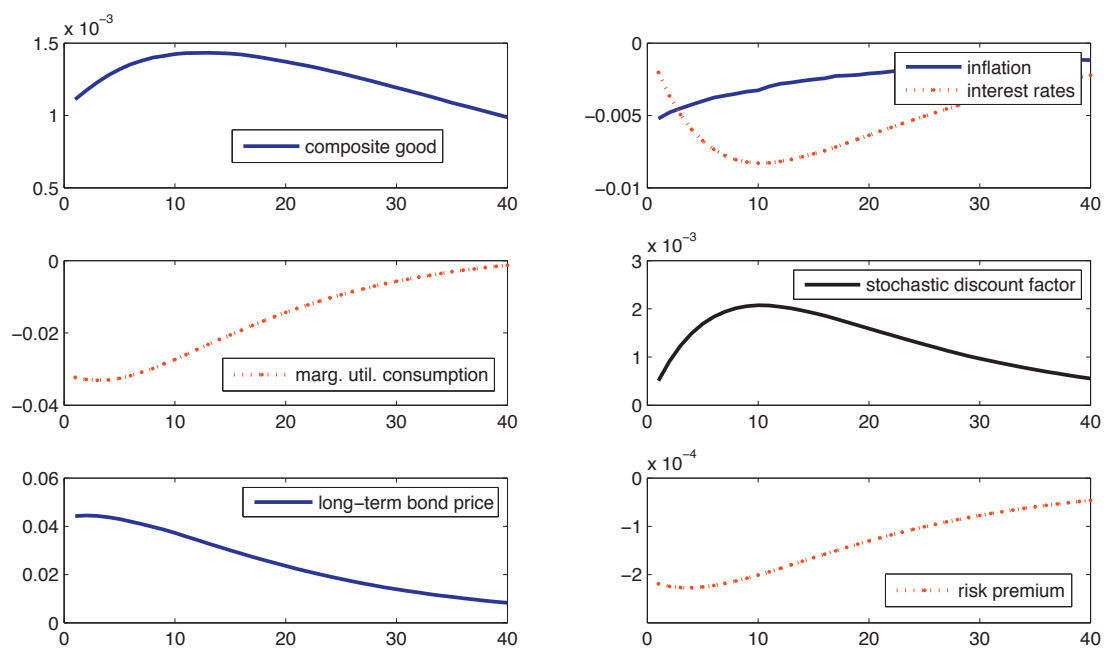 x 10⁻³
1.5
1
0.5
composite good
0 10 20 30 40
0
−0.005
−0.01
inflation
interest rates
0 10 20 30 40
0
−0.02
−0.04
marg. util. consumption
0 10 20 30 40
x 10⁻³
3
2
1
0
stochastic discount factor
0 10 20 30 40
0.06
0.04
0.02
0
long−term bond price
0 10 20 30 40
x 10⁻⁴
0
−1
−2
risk premium
0 10 20 30 40